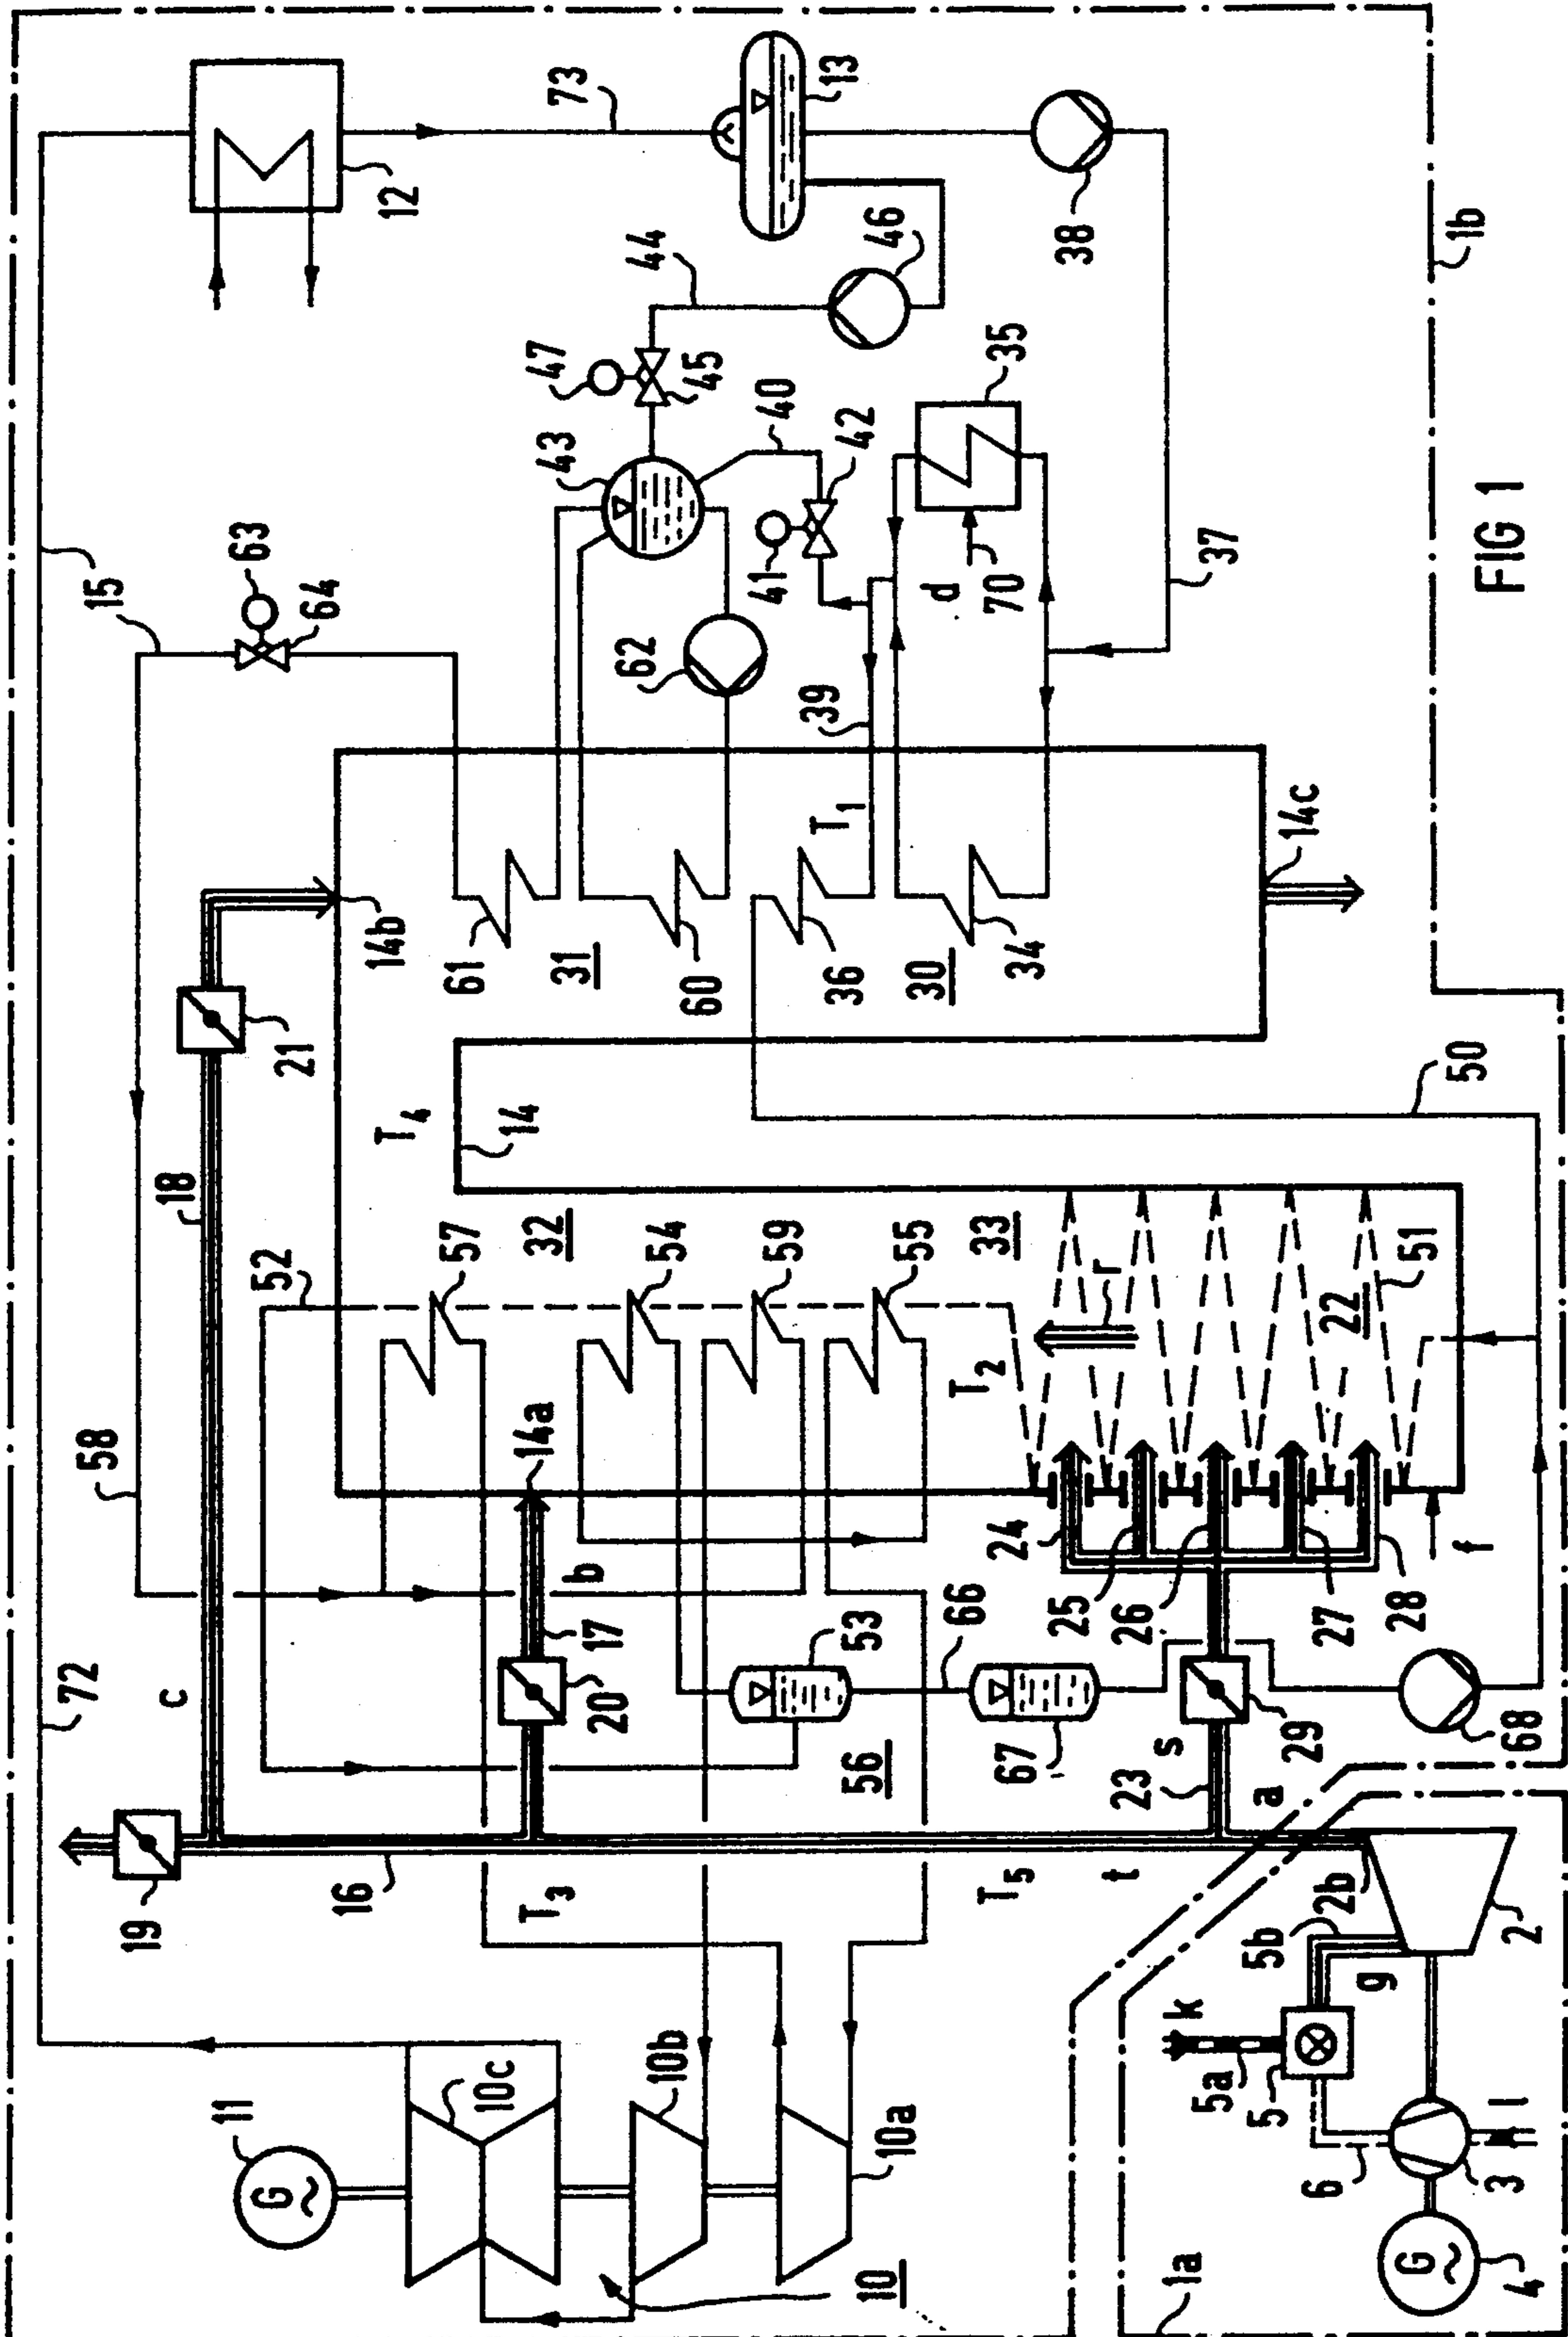 72
58
15
19
c
18
11
G
63
64
52
21
16
12
T4
14b
57
61
10c
T3
14a
14
32
31
43
47
73
b
17
20
54
60
62
44
10b
59
36
45
10
53
56
55
T1
39
41
40
13
10a
66
T2
33
30
42
46
T5
67
24
34
d
70
35
t
s
25
r
38
1a
k
5a
23
26
37
5b
a
29
27
22
14c
5
6
2b
g
28
51
G
4
3
l
2
68
f
50
1b
FIG 1